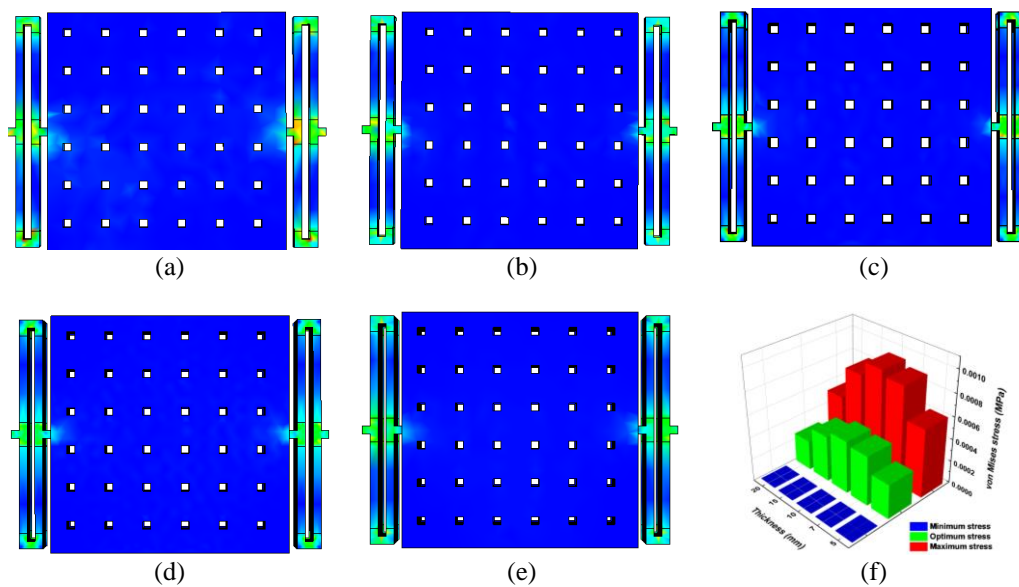 (a)
(b)
(c)
0.0010
0.0008
0.0006
0.0004
0.0002
0.0000
von Mises stress (MPa)
Thickness (mm)
Minimum stress
Optimum stress
Maximum stress
(d)
(e)
(f)